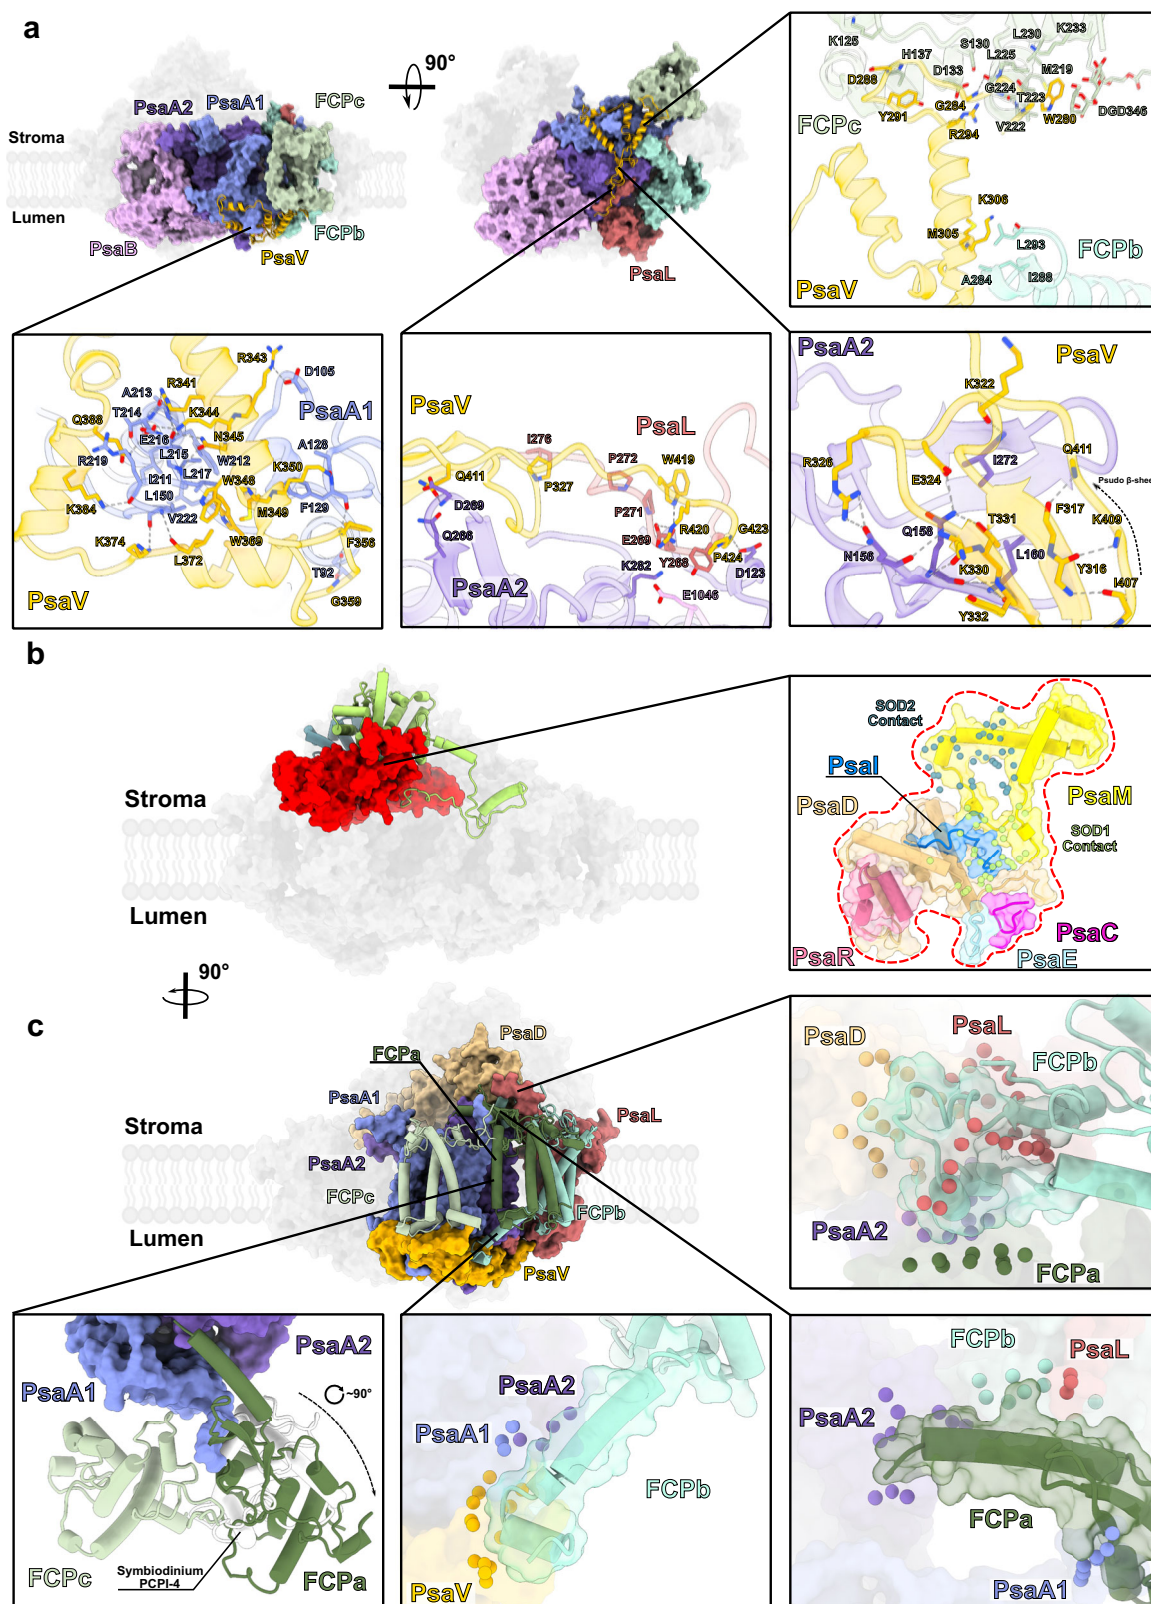 a
PsaA2
PsaA1
FCPc
Stroma
Lumen
PsaB
PsaV
FCPb
90°
PsaL
K125
H137
S130
L230
K233
D288
D133
L225
M219
G284
G224
T223
DGD346
Y291
R294
V222
W280
FCPc
K306
M305
L293
FCPb
PsaV
A284
I288
R343
A213
R341
D105
T214
K344
PsaA1
Q388
E216
N345
A128
R219
L215
W212
I211
L217
K350
L150
W348
K384
V222
M349
F129
K374
W369
F356
L372
T92
PsaV
G359
PsaV
I276
PsaL
P272
W419
Q411
P327
D269
P271
Q266
E269
R420
G423
K282
Y268
P424
D123
PsaA2
E1046
PsaA2
PsaV
K322
R326
I272
Q411
E324
Psudo β-shee
F317
Q158
T331
K409
N156
L160
K330
Y316
I407
Y332
b
Stroma
Lumen
SOD2
Contact
PsaI
PsaD
PsaM
SOD1
Contact
PsaC
PsaR
PsaE
90°
c
PsaD
FCPa
PsaA1
PsaL
Stroma
PsaA2
FCPc
FCPb
Lumen
PsaV
PsaD
PsaL
FCPb
PsaA2
FCPa
PsaA2
PsaA1
~90°
Symbiodinium
PCPI-4
FCPc
FCPa
PsaA2
PsaA1
FCPb
PsaV
FCPb
PsaL
PsaA2
FCPa
PsaA1